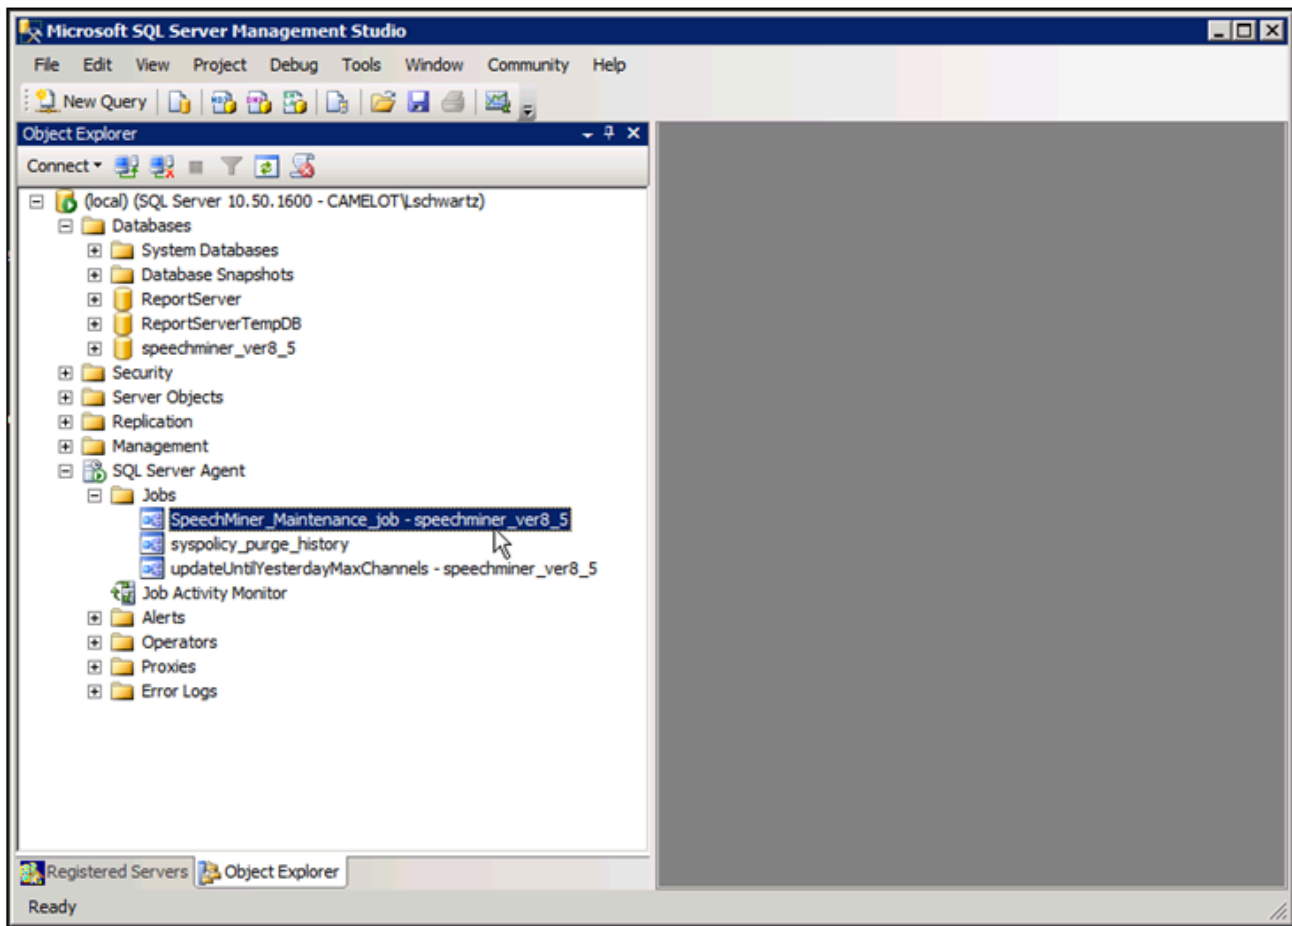 Microsoft SQL Server Management Studio
File Edit View Project Debug Tools Window Community Help
New Query
Object Explorer
Connect
(local) (SQL Server 10.50.1600 - CAMELOT\Lschwartz)
Databases
System Databases
Database Snapshots
ReportServer
ReportServerTempDB
speechminer_ver8_5
Security
Server Objects
Replication
Management
SQL Server Agent
Jobs
SpeechMiner_Maintenance_job - speechminer_ver8_5
syspolicy_purge_history
updateUntilYesterdayMaxChannels - speechminer_ver8_5
Job Activity Monitor
Alerts
Operators
Proxies
Error Logs
Registered Servers Object Explorer
Ready